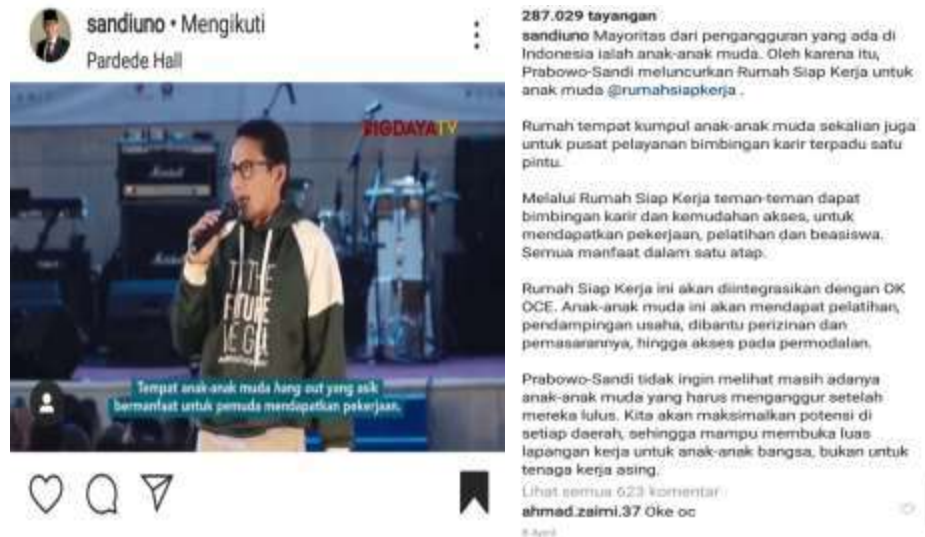 sandiuno • Mengikuti
Pardede Hall
BIGDAYATV
Marshall
TO THE
FUTURE
Tempat anak-anak muda hang out yang asik
bermanfaat untuk pemuda mendapatkan pekerjaan.
287.029 tayangan
sandiuno Mayoritas dari pengangguran yang ada di
Indonesia ialah anak-anak muda. Oleh karena itu,
Prabowo-Sandi meluncurkan Rumah Siap Kerja untuk
anak muda @rumahsiapkerja .
Rumah tempat kumpul anak-anak muda sekalian juga
untuk pusat pelayanan bimbingan karir terpadu satu
pintu.
Melalui Rumah Siap Kerja teman-teman dapat
bimbingan karir dan kemudahan akses, untuk
mendapatkan pekerjaan, pelatihan dan beasiswa.
Semua manfaat dalam satu atap.
Rumah Siap Kerja ini akan diintegrasikan dengan OK
OCE. Anak-anak muda ini akan mendapat pelatihan,
pendampingan usaha, dibantu perizinan dan
pemasarannya, hingga akses pada permodalan.
Prabowo-Sandi tidak ingin melihat masih adanya
anak-anak muda yang harus menganggur setelah
mereka lulus. Kita akan maksimalkan potensi di
setiap daerah, sehingga mampu membuka luas
lapangan kerja untuk anak-anak bangsa, bukan untuk
tenaga kerja asing.
Lihat semua 623 komentar
ahmad.zaimi.37 Oke oc
8 April